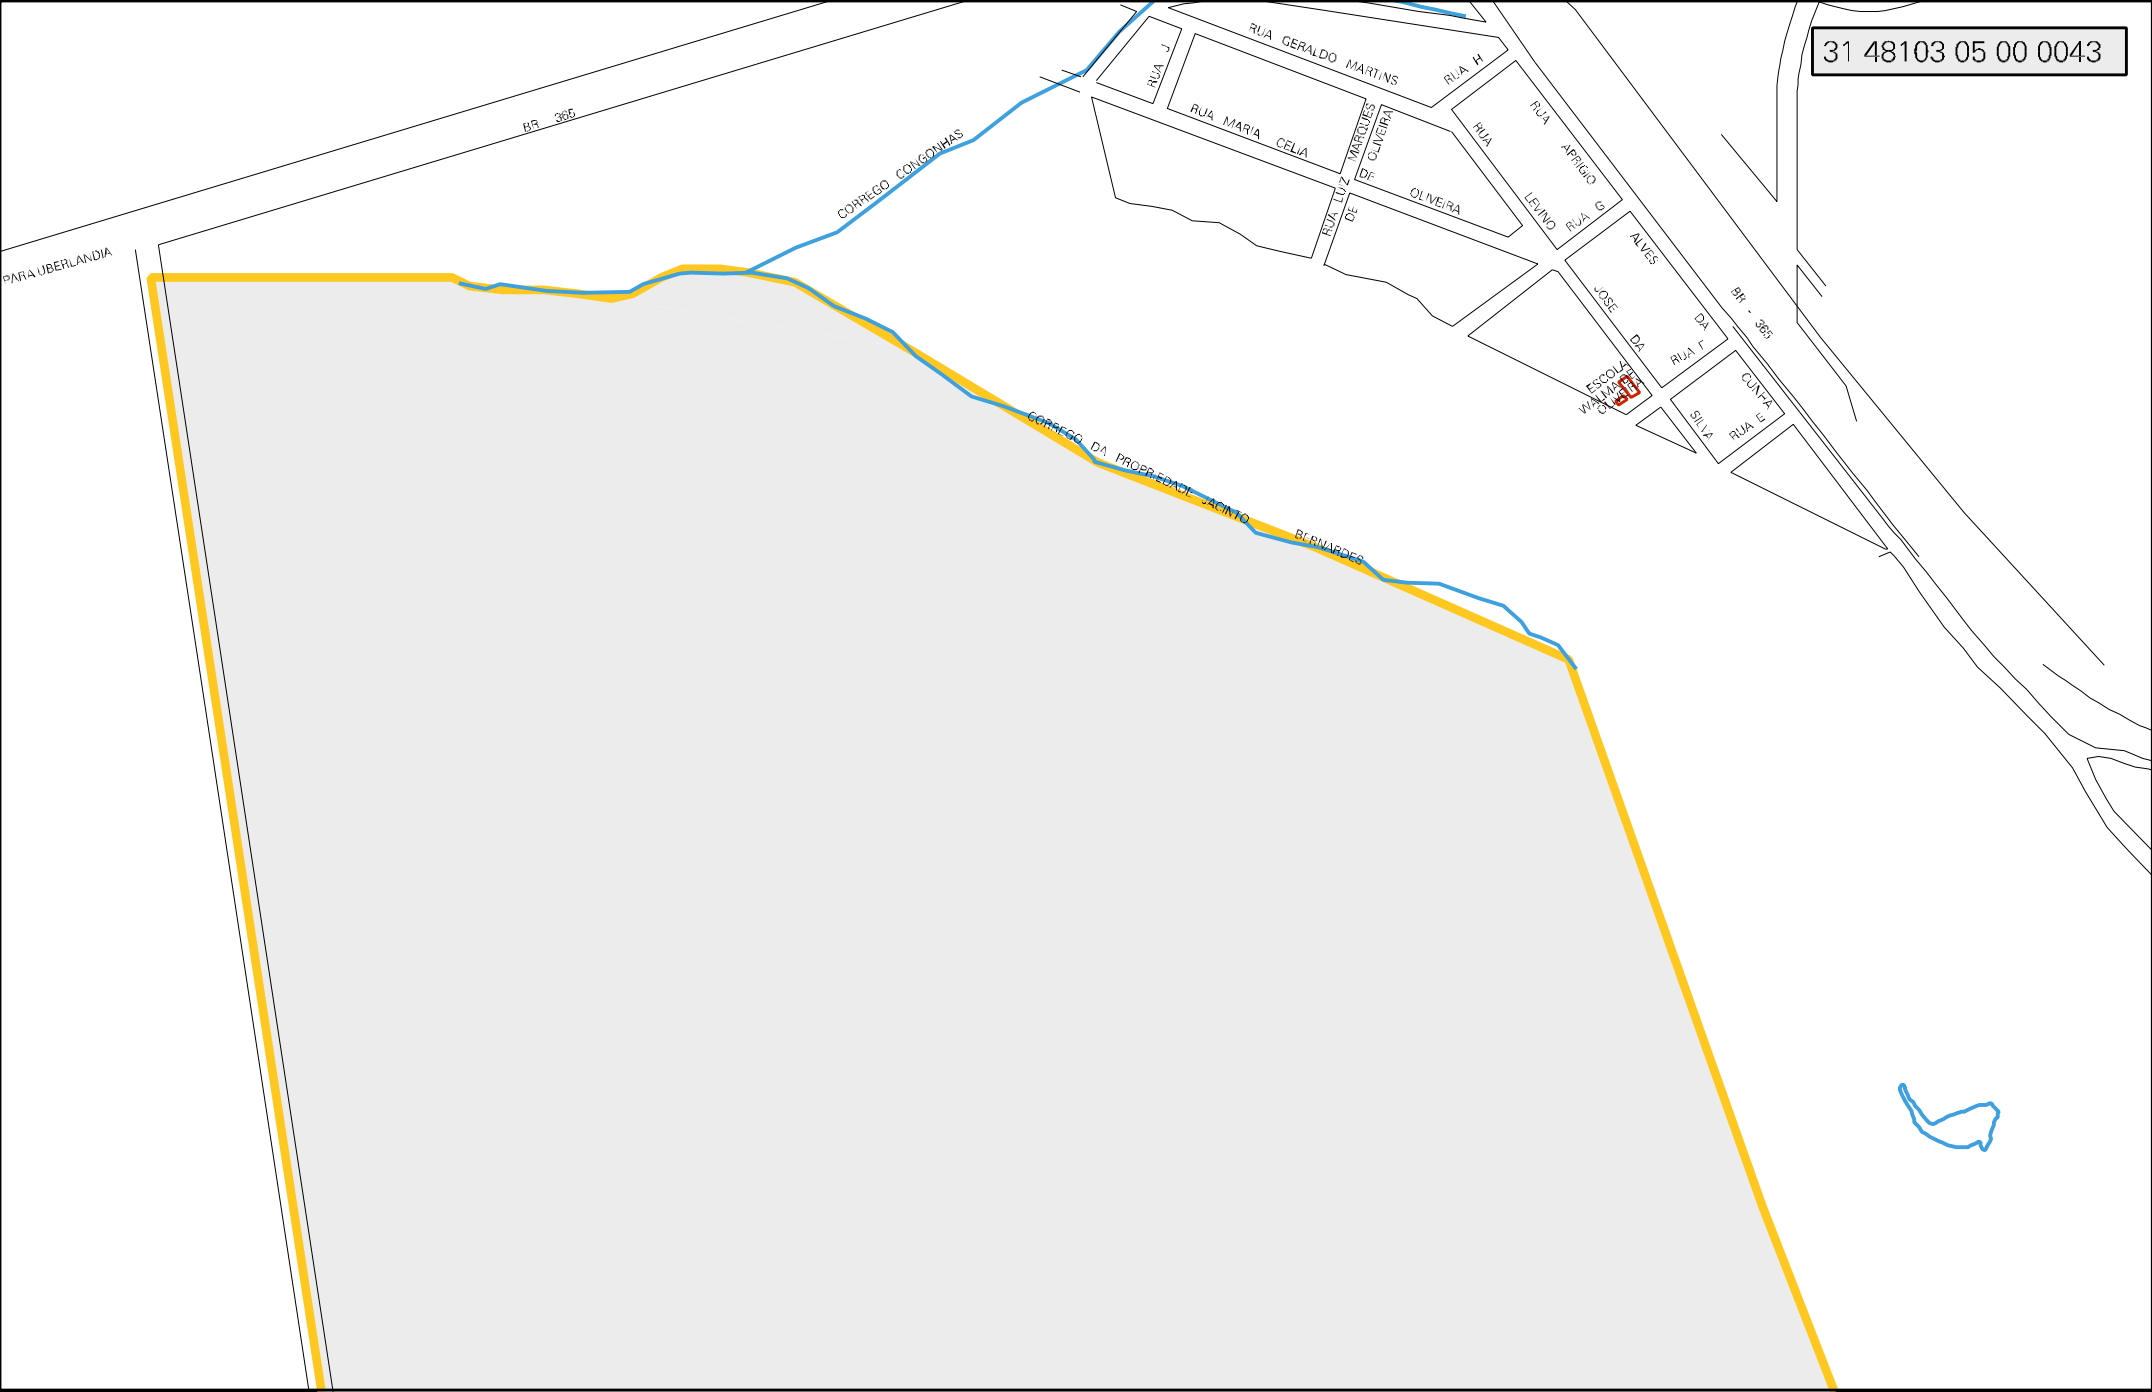 31 48103 05 00 0043
RUA GERALDO MARTINS
RUA H
RUA J
RUA MARIA CELIA
DE OLIVEIRA
RUA LUIZ MARQUES
DE OLIVEIRA
RUA APRIGIO ALVES DA CUNHA
RUA LEVINO JOSE DA SILVA
RUA G
BR 365
CORREGO CONGONHAS
PARA UBERLANDIA
BR - 365
RUA F
ESCOLA
RUA E
CORREGO DA PROPRIEDADE JACINTO BERNARDES